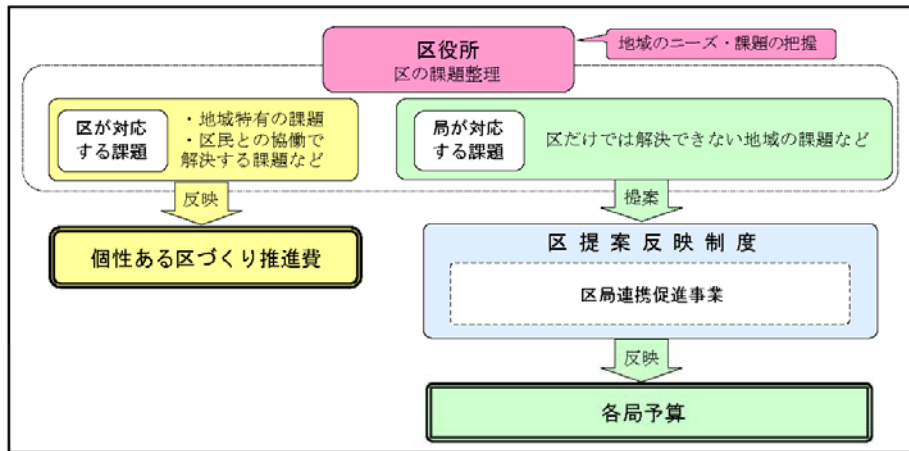 区役所
区の課題整理
地域のニーズ・課題の把握
区が対応
する課題
・地域特有の課題
・区民との協働で
解決する課題など
局が対応
する課題
区だけでは解決できない地域の課題など
反映
提案
個性ある区づくり推進費
区提案反映制度
区局連携促進事業
反映
各局予算